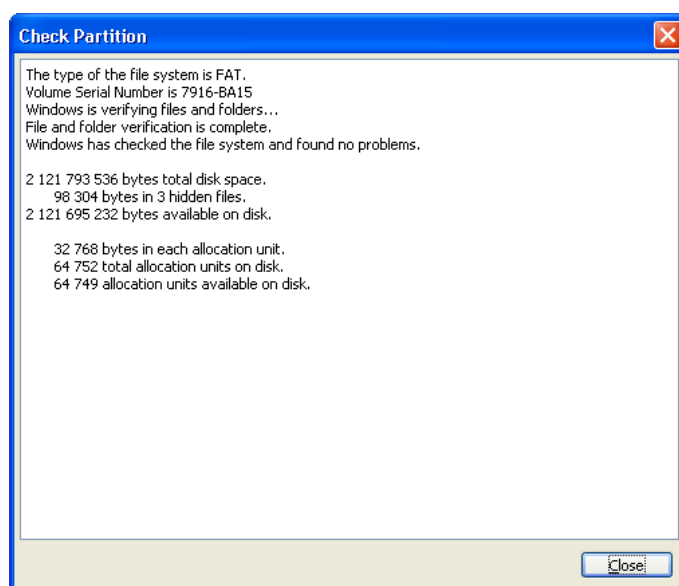 Check Partition
The type of the file system is FAT.
Volume Serial Number is 7916-BA15
Windows is verifying files and folders...
File and folder verification is complete.
Windows has checked the file system and found no problems.
2 121 793 536 bytes total disk space.
98 304 bytes in 3 hidden files.
2 121 695 232 bytes available on disk.
32 768 bytes in each allocation unit.
64 752 total allocation units on disk.
64 749 allocation units available on disk.
Close